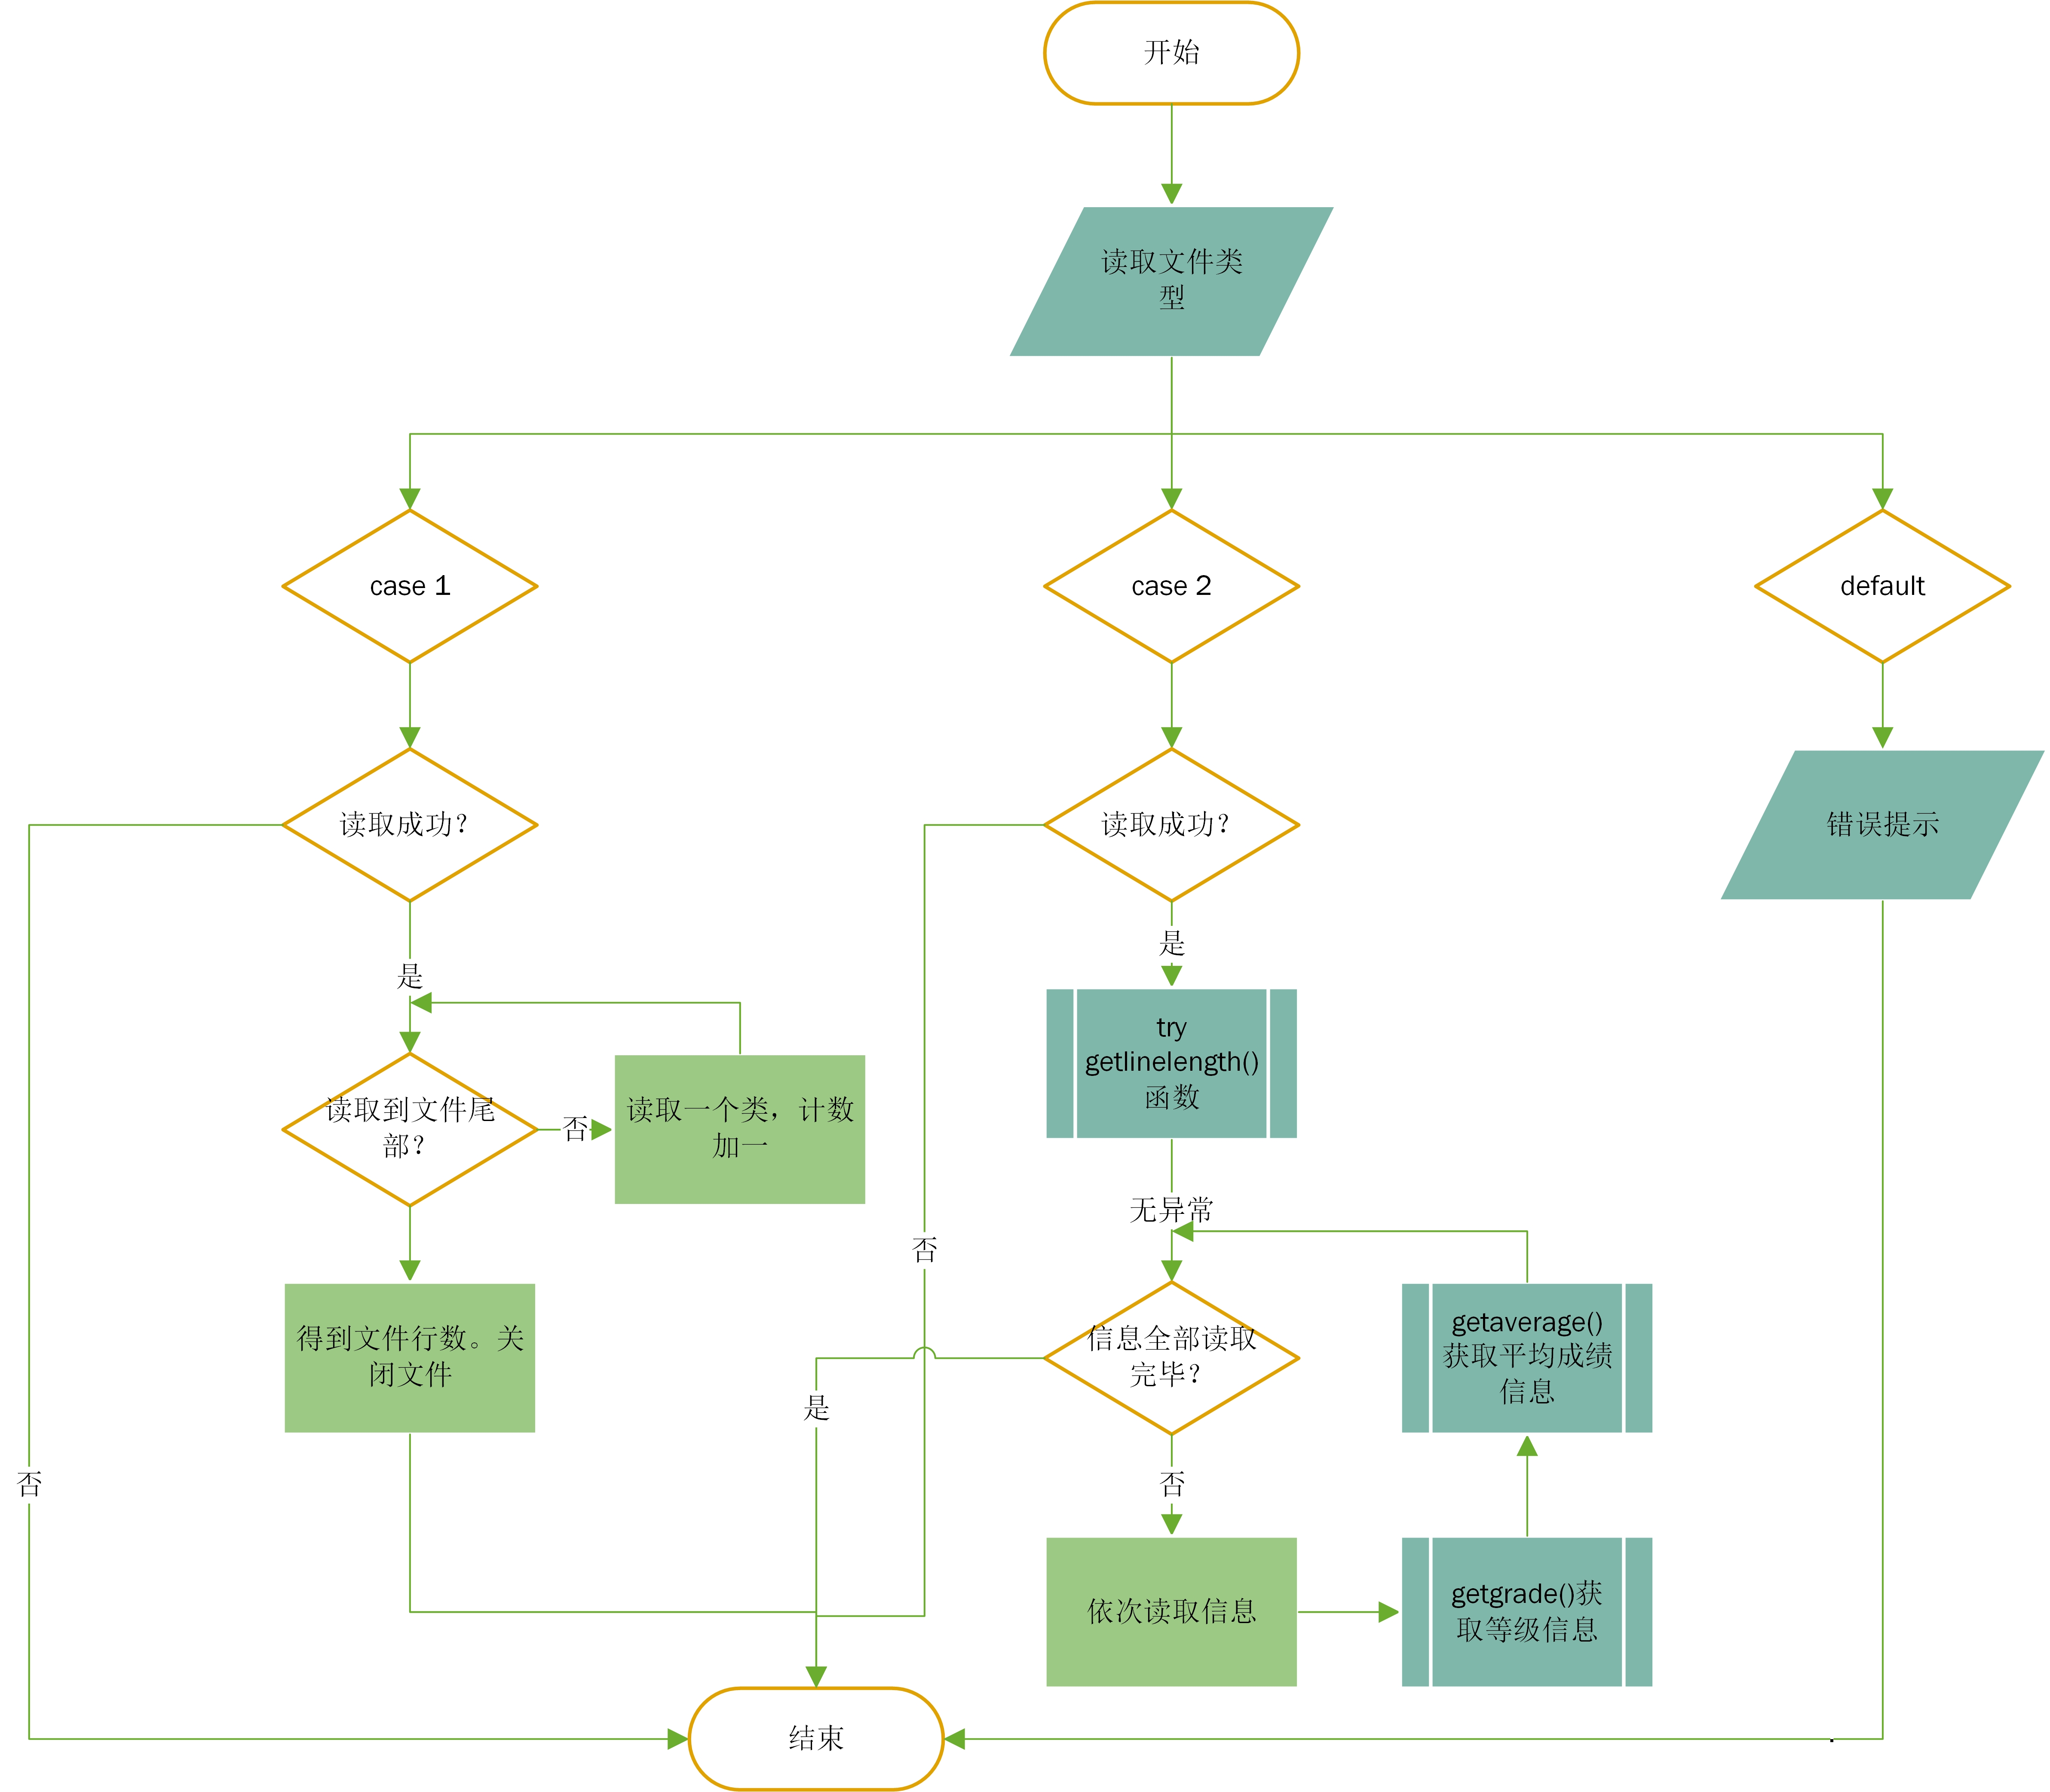 开始
读取文件类
型
case 1
case 2
default
读取成功？
读取成功？
错误提示
是
是
try
getlinelength()
函数
读取到文件尾
部？
否
读取一个类，计数
加一
无异常
否
得到文件行数。关
闭文件
信息全部读取
完毕？
getaverage()
获取平均成绩
信息
是
否
否
依次读取信息
getgrade()获
取等级信息
结束